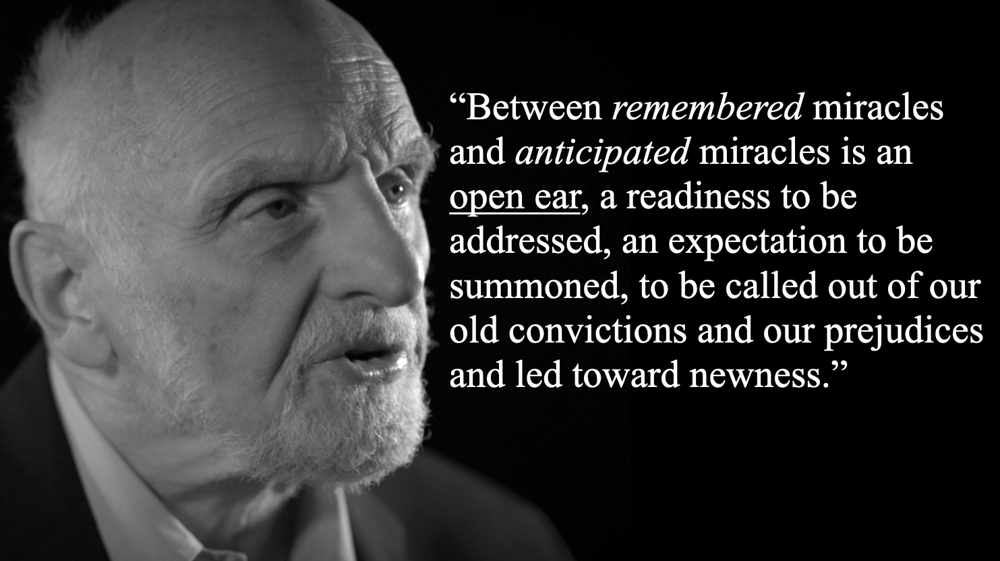 “Between remembered miracles
and anticipated miracles is an
open ear, a readiness to be
addressed, an expectation to be
summoned, to be called out of our
old convictions and our prejudices
and led toward newness.”